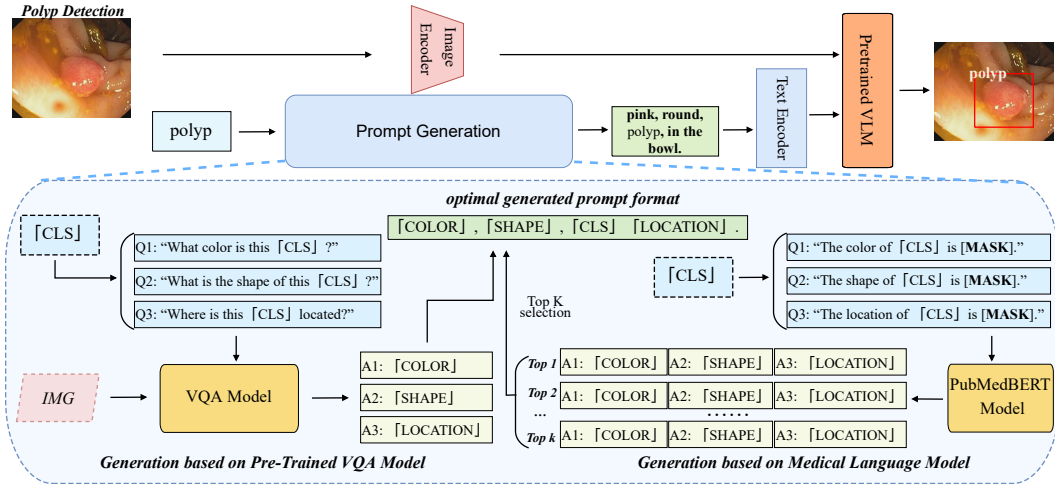 Polyp Detection
Image
Encoder
polyp
Prompt Generation
pink, round,
polyp, in the
bowl.
Text Encoder
Pretrained VLM
polyp
optimal generated prompt format
「CLS」
Q1: “What color is this 「CLS」 ?”
Q2: “What is the shape of this 「CLS」 ?”
Q3: “Where is this 「CLS」 located?”
「COLOR」 , 「SHAPE」 , 「CLS」 「LOCATION」 .
「CLS」
Q1: “The color of 「CLS」 is [MASK].”
Q2: “The shape of 「CLS」 is [MASK].”
Q3: “The location of 「CLS」 is [MASK].”
Top K
selection
IMG
VQA Model
A1: 「COLOR」
A2: 「SHAPE」
A3: 「LOCATION」
Top 1 A1: 「COLOR」 A2: 「SHAPE」 A3: 「LOCATION」
Top 2 A1: 「COLOR」 A2: 「SHAPE」 A3: 「LOCATION」
... ......
Top k A1: 「COLOR」 A2: 「SHAPE」 A3: 「LOCATION」
PubMedBERT
Model
Generation based on Pre-Trained VQA Model
Generation based on Medical Language Model